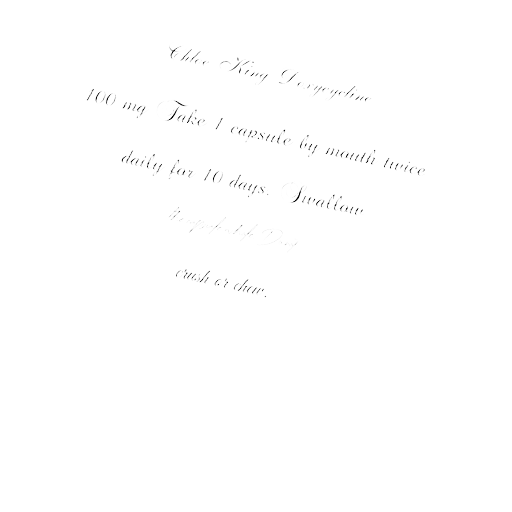 Chloe King Doxycycline
100 mg Take 1 capsule by mouth twice
daily for 10 days. Swallow
crush or chew.